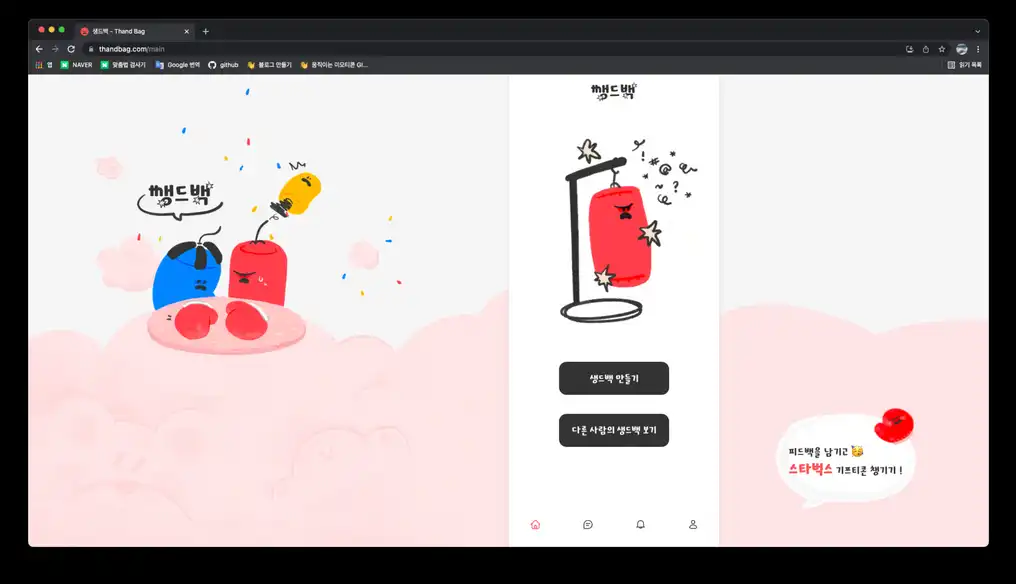 생드백 - Thand Bag
thandbag.com/main
앱 NAVER 맞춤법 검사기 Google 번역 github 블로그 만들기 움직이는 이모티콘 GI...
읽기 목록
쌩드백
쌩드백
생드백 만들기
다른 사람의 생드백 보기
피드백을 남기고
스타벅스 기프티콘 챙기기 !